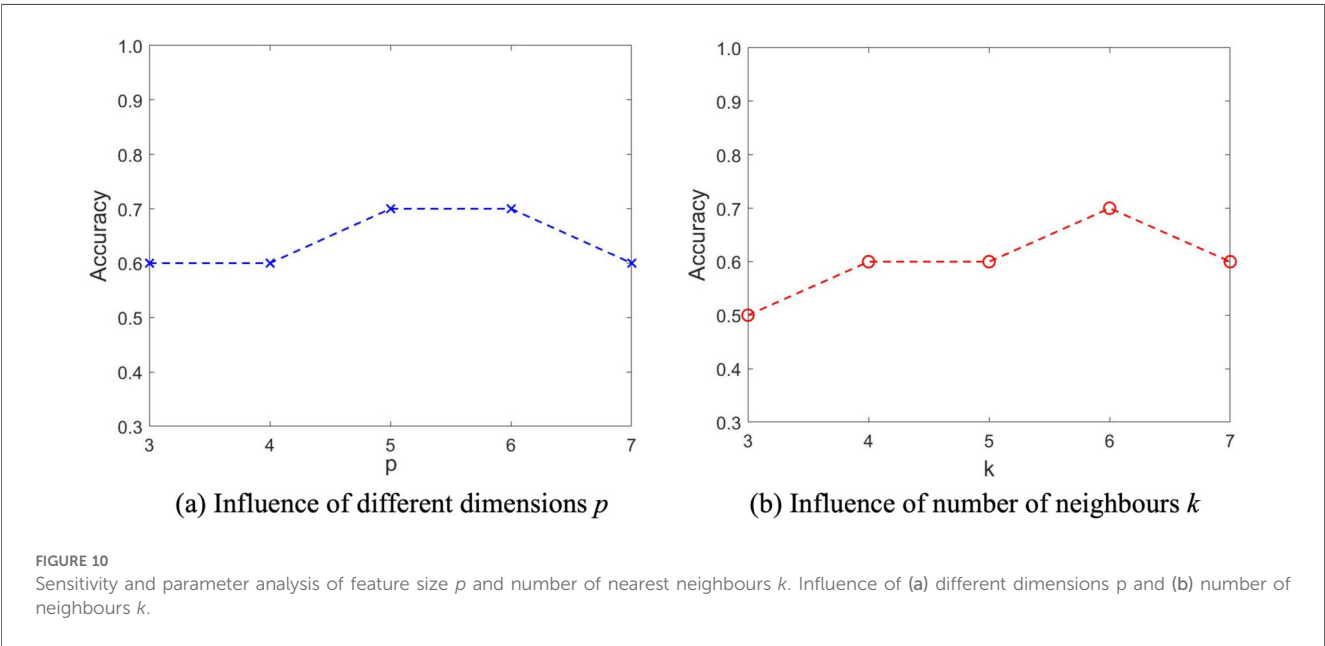 1.0
0.9
0.8
0.7
0.6
0.5
0.4
0.3
Accuracy
3 4 5 6 7
p
(a) Influence of different dimensions p
1.0
0.9
0.8
0.7
0.6
0.5
0.4
0.3
Accuracy
3 4 5 6 7
k
(b) Influence of number of neighbours k
FIGURE 10
Sensitivity and parameter analysis of feature size p and number of nearest neighbours k. Influence of (a) different dimensions p and (b) number of
neighbours k.